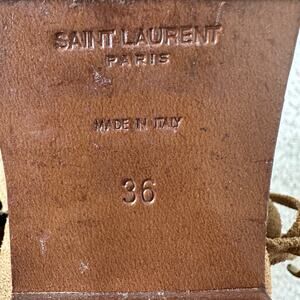 SAINT LAURENT
PARIS
MADE IN ITALY
36